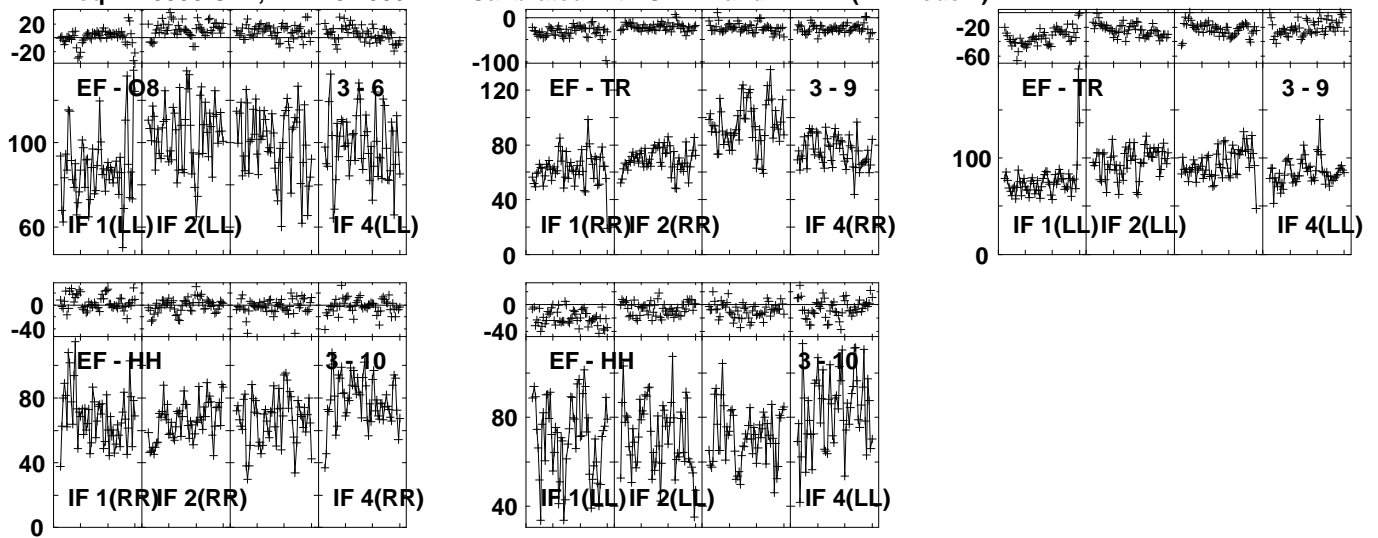 20
-20
EF - O8 3 - 6
100
60
IF 1(LL) IF 2(LL) IF 4(LL)
0
-100
120
EF - TR 3 - 9
80
40
0
IF 1(RR) IF 2(RR) IF 4(RR)
-20
-60
EF - TR 3 - 9
100
0
IF 1(LL) IF 2(LL) IF 4(LL)
0
-40
EF - HH 3 - 10
80
40
0
IF 1(RR) IF 2(RR) IF 4(RR)
0
-40
EF - HH 3 - 10
80
40
IF 1(LL) IF 2(LL) IF 4(LL)